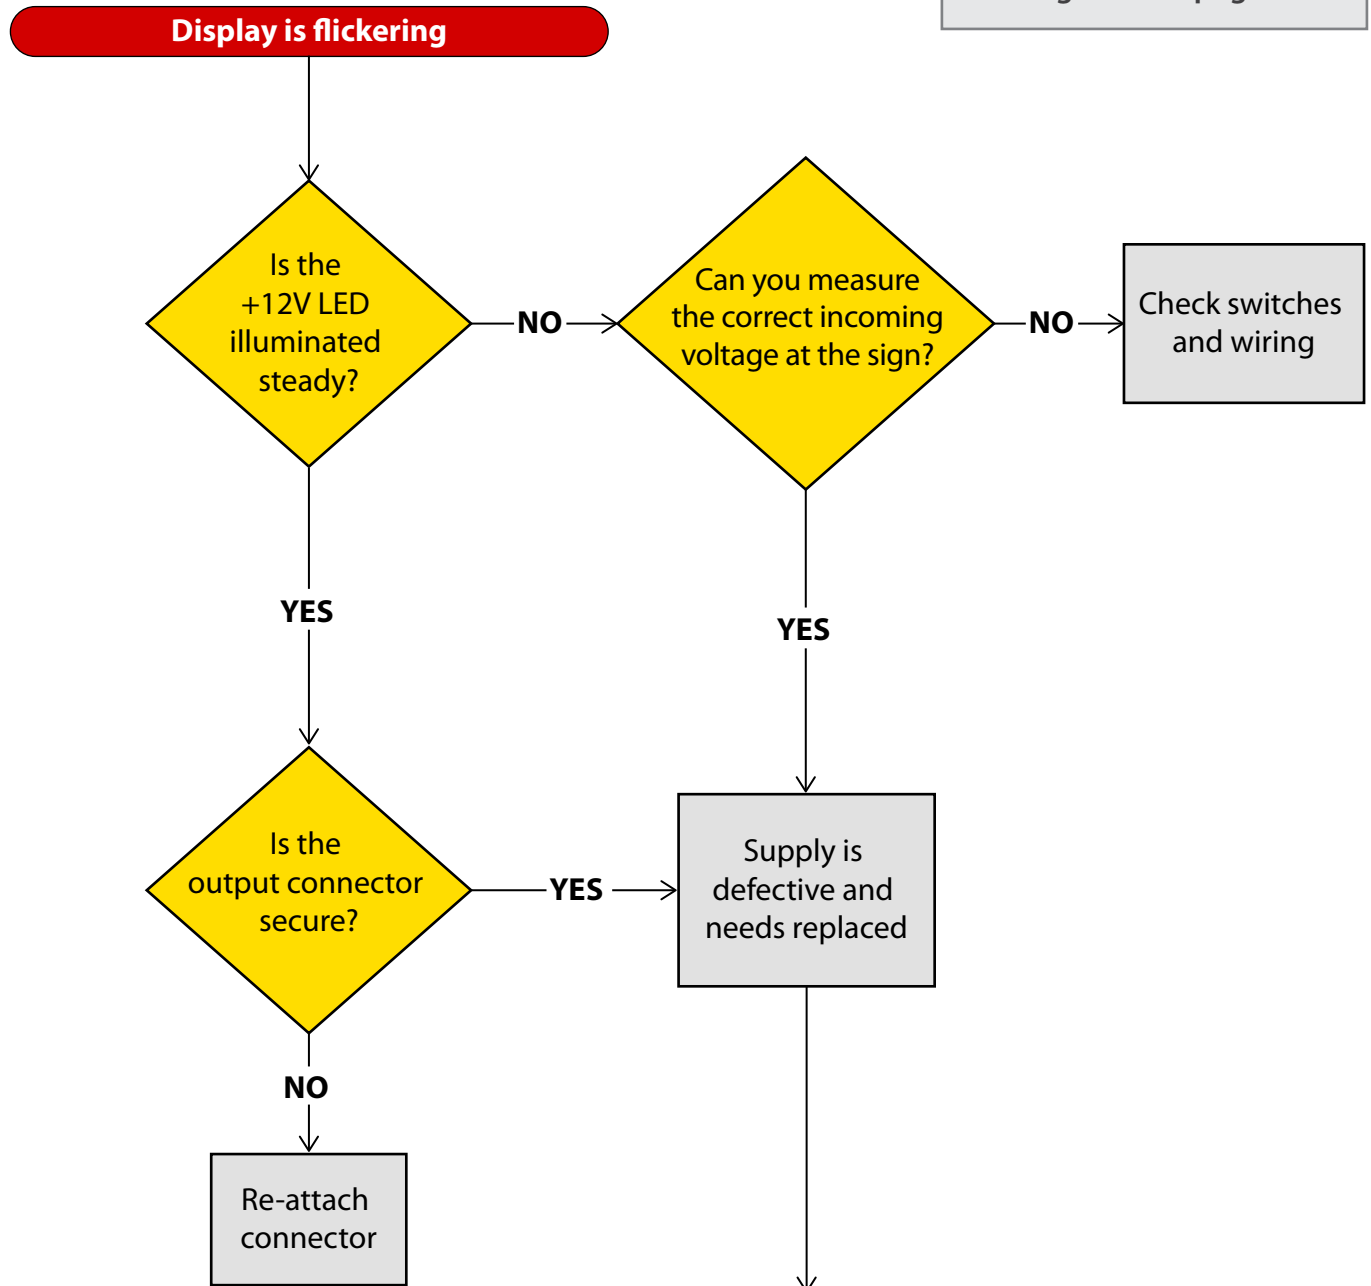 Display is flickering
Is the
+12V LED
illuminated
steady?
NO
Can you measure
the correct incoming
voltage at the sign?
NO
Check switches
and wiring
YES
YES
Is the
output connector
secure?
YES
Supply is
defective and
needs replaced
NO
Re-attach
connector